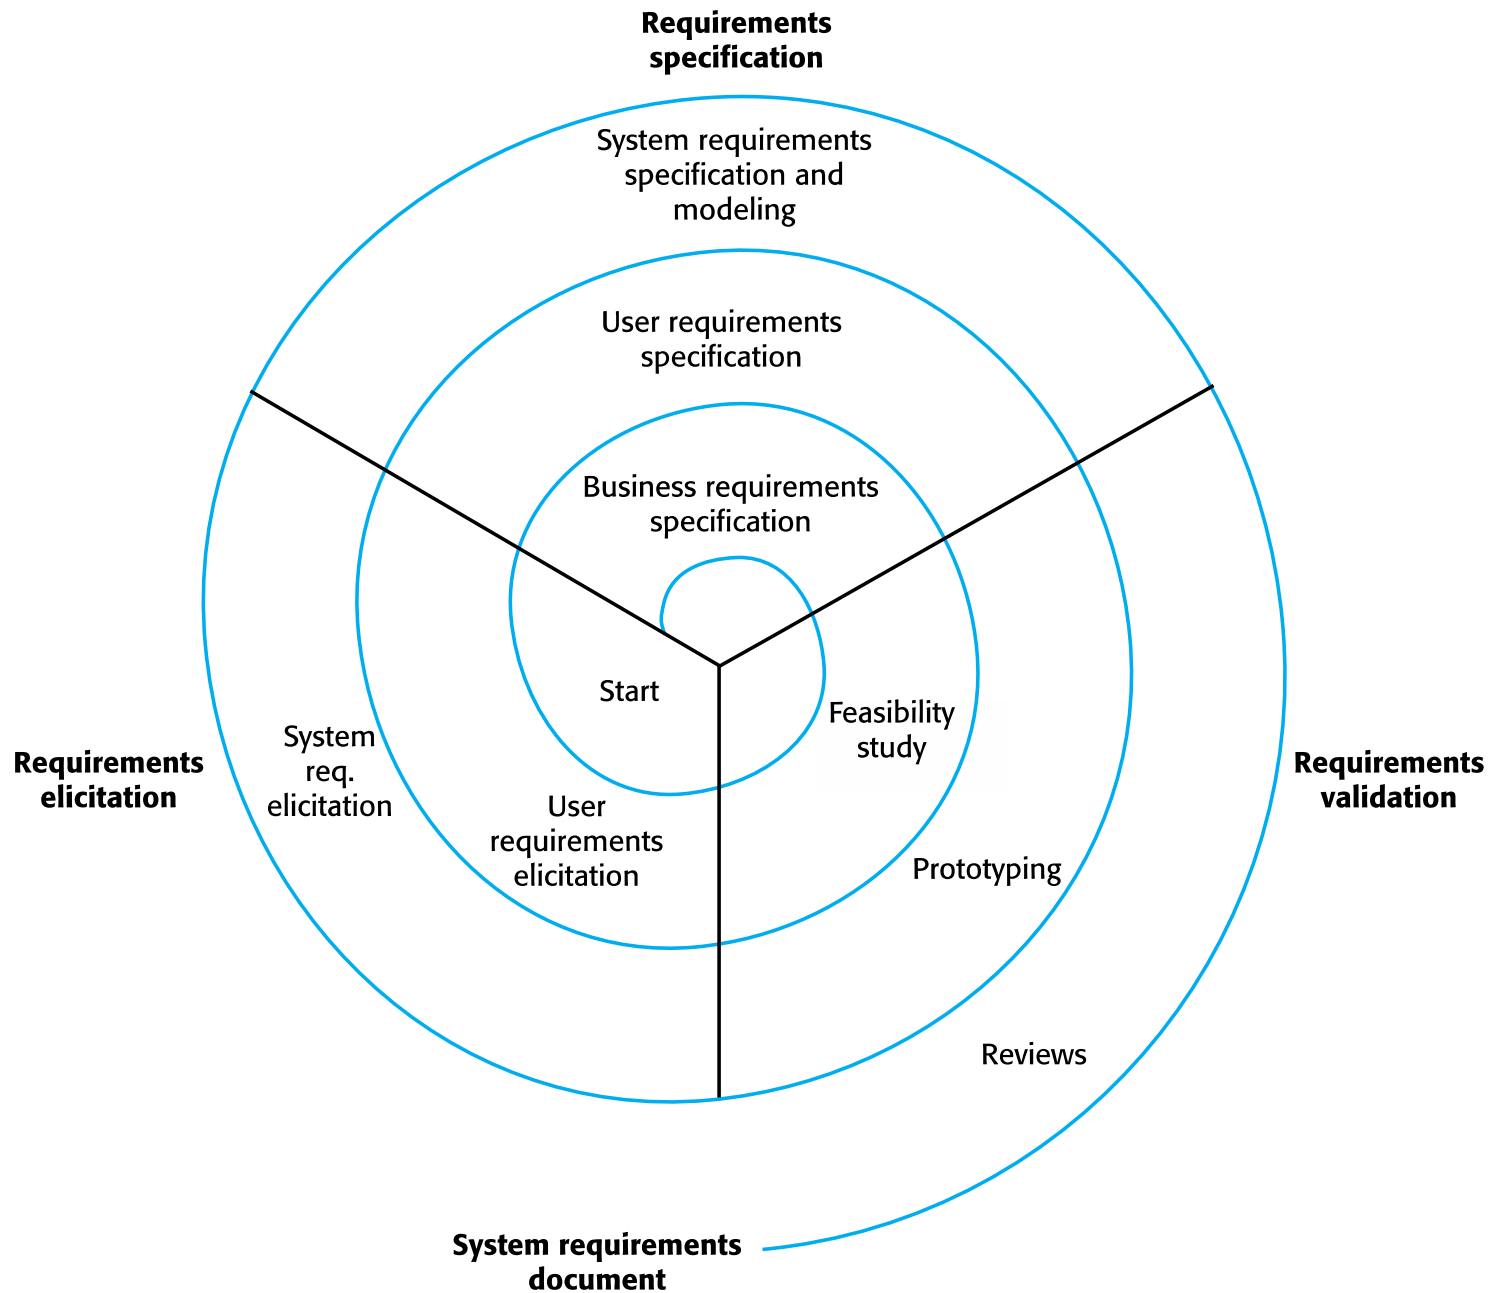 Requirements
specification
System requirements
specification and
modeling
User requirements
specification
Business requirements
specification
Start
Feasibility
study
System
req.
elicitation
Requirements
elicitation
Requirements
validation
User
requirements
elicitation
Prototyping
Reviews
System requirements
document